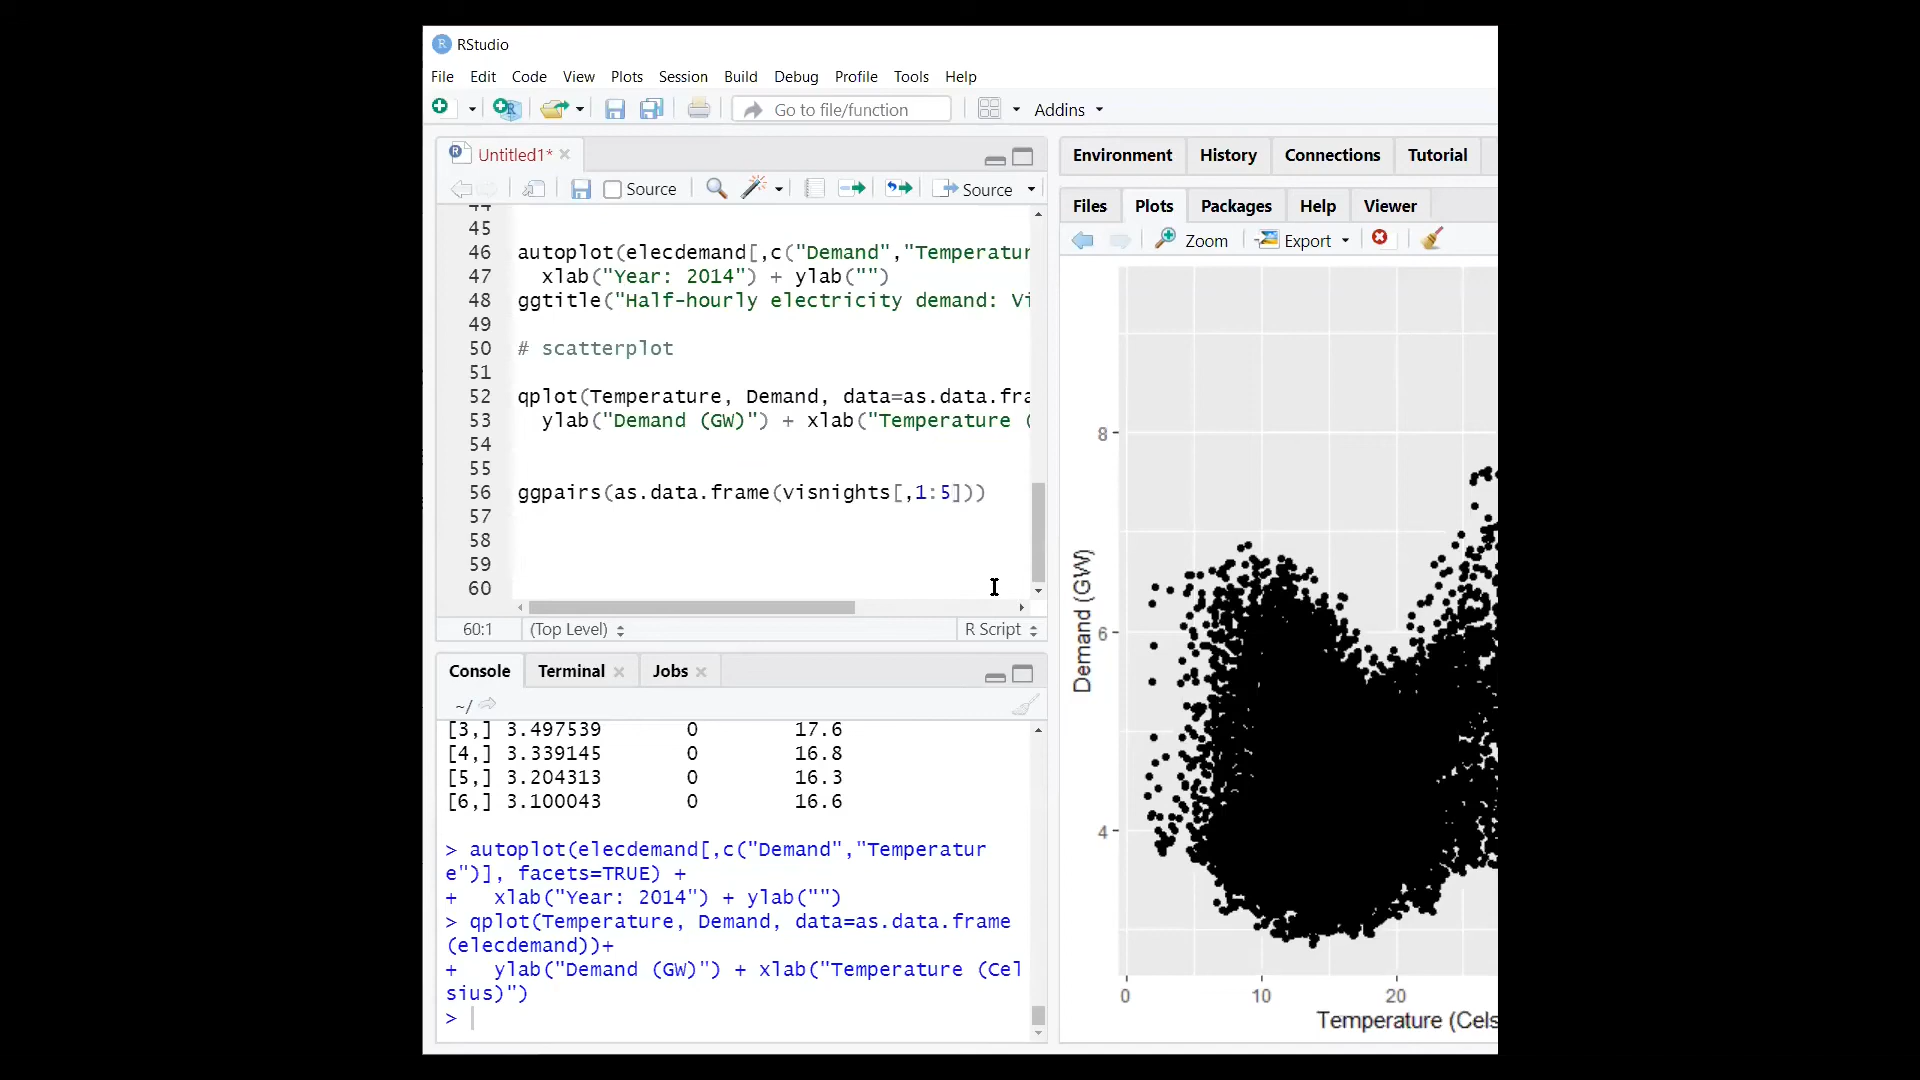 RStudio
File Edit Code View Plots Session Build Debug Profile Tools Help
Go to file/function Addins
Untitled1*
Source Source
44
45
46 autoplot(elecdemand[,c("Demand","Temperatur
47 xlab("Year: 2014") + ylab("")
48 ggtitle("Half-hourly electricity demand: Vi
49
50 # scatterplot
51
52 qplot(Temperature, Demand, data=as.data.fra
53 ylab("Demand (GW)") + xlab("Temperature (
54
55
56 ggpairs(as.data.frame(visnights[,1:5]))
57
58
59
60
60:1 (Top Level) R Script
Console Terminal Jobs
~/
[3,] 3.497539 0 17.6
[4,] 3.339145 0 16.8
[5,] 3.204313 0 16.3
[6,] 3.100043 0 16.6
> autoplot(elecdemand[,c("Demand","Temperatur
e")], facets=TRUE) +
+ xlab("Year: 2014") + ylab("")
> qplot(Temperature, Demand, data=as.data.frame
(elecdemand))+
+ ylab("Demand (GW)") + xlab("Temperature (Cel
sius)")
>
Environment History Connections Tutorial
Files Plots Packages Help Viewer
Zoom Export
8
6
4
Demand (GW)
0 10 20
Temperature (Cels